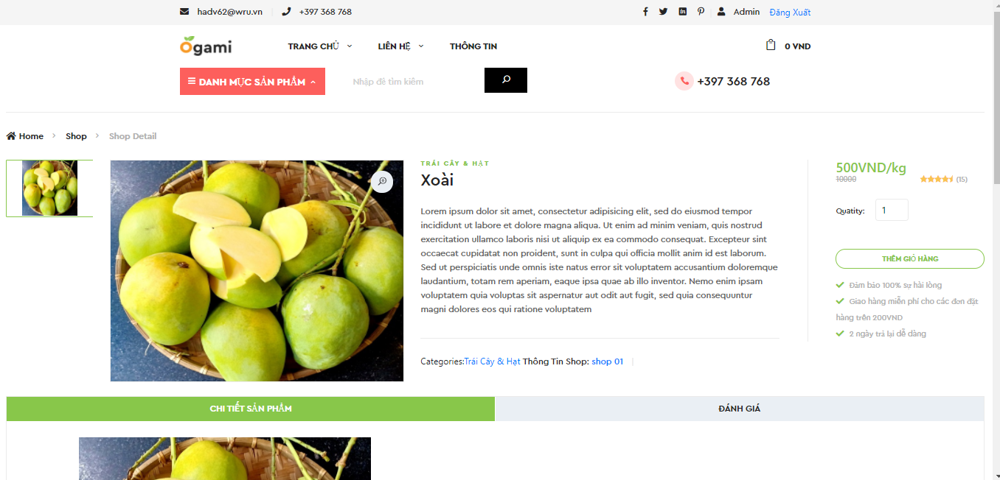 hadv62@wru.vn
+397 368 768
Admin
Đăng Xuất
Ogami
TRANG CHỦ
LIÊN HỆ
THÔNG TIN
0 VND
DANH MỤC SẢN PHẨM
Nhập để tìm kiếm
+397 368 768
Home
Shop
Shop Detail
TRÁI CÂY & HẠT
Xoài
Lorem ipsum dolor sit amet, consectetur adipisicing elit, sed do eiusmod tempor
incididunt ut labore et dolore magna aliqua. Ut enim ad minim veniam, quis nostrud
exercitation ullamco laboris nisi ut aliquip ex ea commodo consequat. Excepteur sint
occaecat cupidatat non proident, sunt in culpa qui officia mollit anim id est laborum.
Sed ut perspiciatis unde omnis iste natus error sit voluptatem accusantium doloremque
laudantium, totam rem aperiam, eaque ipsa quae ab illo inventor. Nemo enim ipsam
voluptatem quia voluptas sit aspernatur aut odit aut fugit, sed quia consequuntur
magni dolores eos qui ratione voluptatem
Categories:Trái Cây & Hạt Thông Tin Shop: shop 01
500VND/kg
10000
(15)
Quatity:
1
THÊM GIỎ HÀNG
Đảm bảo 100% sự hài lòng
Giao hàng miễn phí cho các đơn đặt
hàng trên 200VND
2 ngày trả lại dễ dàng
CHI TIẾT SẢN PHẨM
ĐÁNH GIÁ